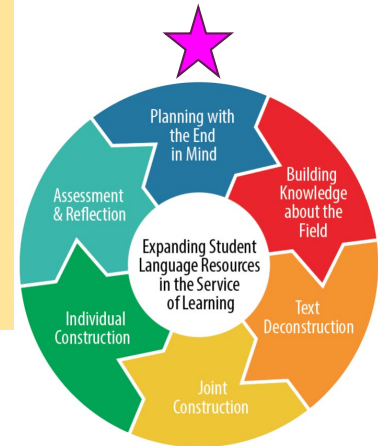 Planning with
the End
in Mind
Building
Knowledge
about the
Field
Text
Deconstruction
Joint
Construction
Individual
Construction
Assessment
& Reflection
Expanding Student
Language Resources
in the Service
of Learning